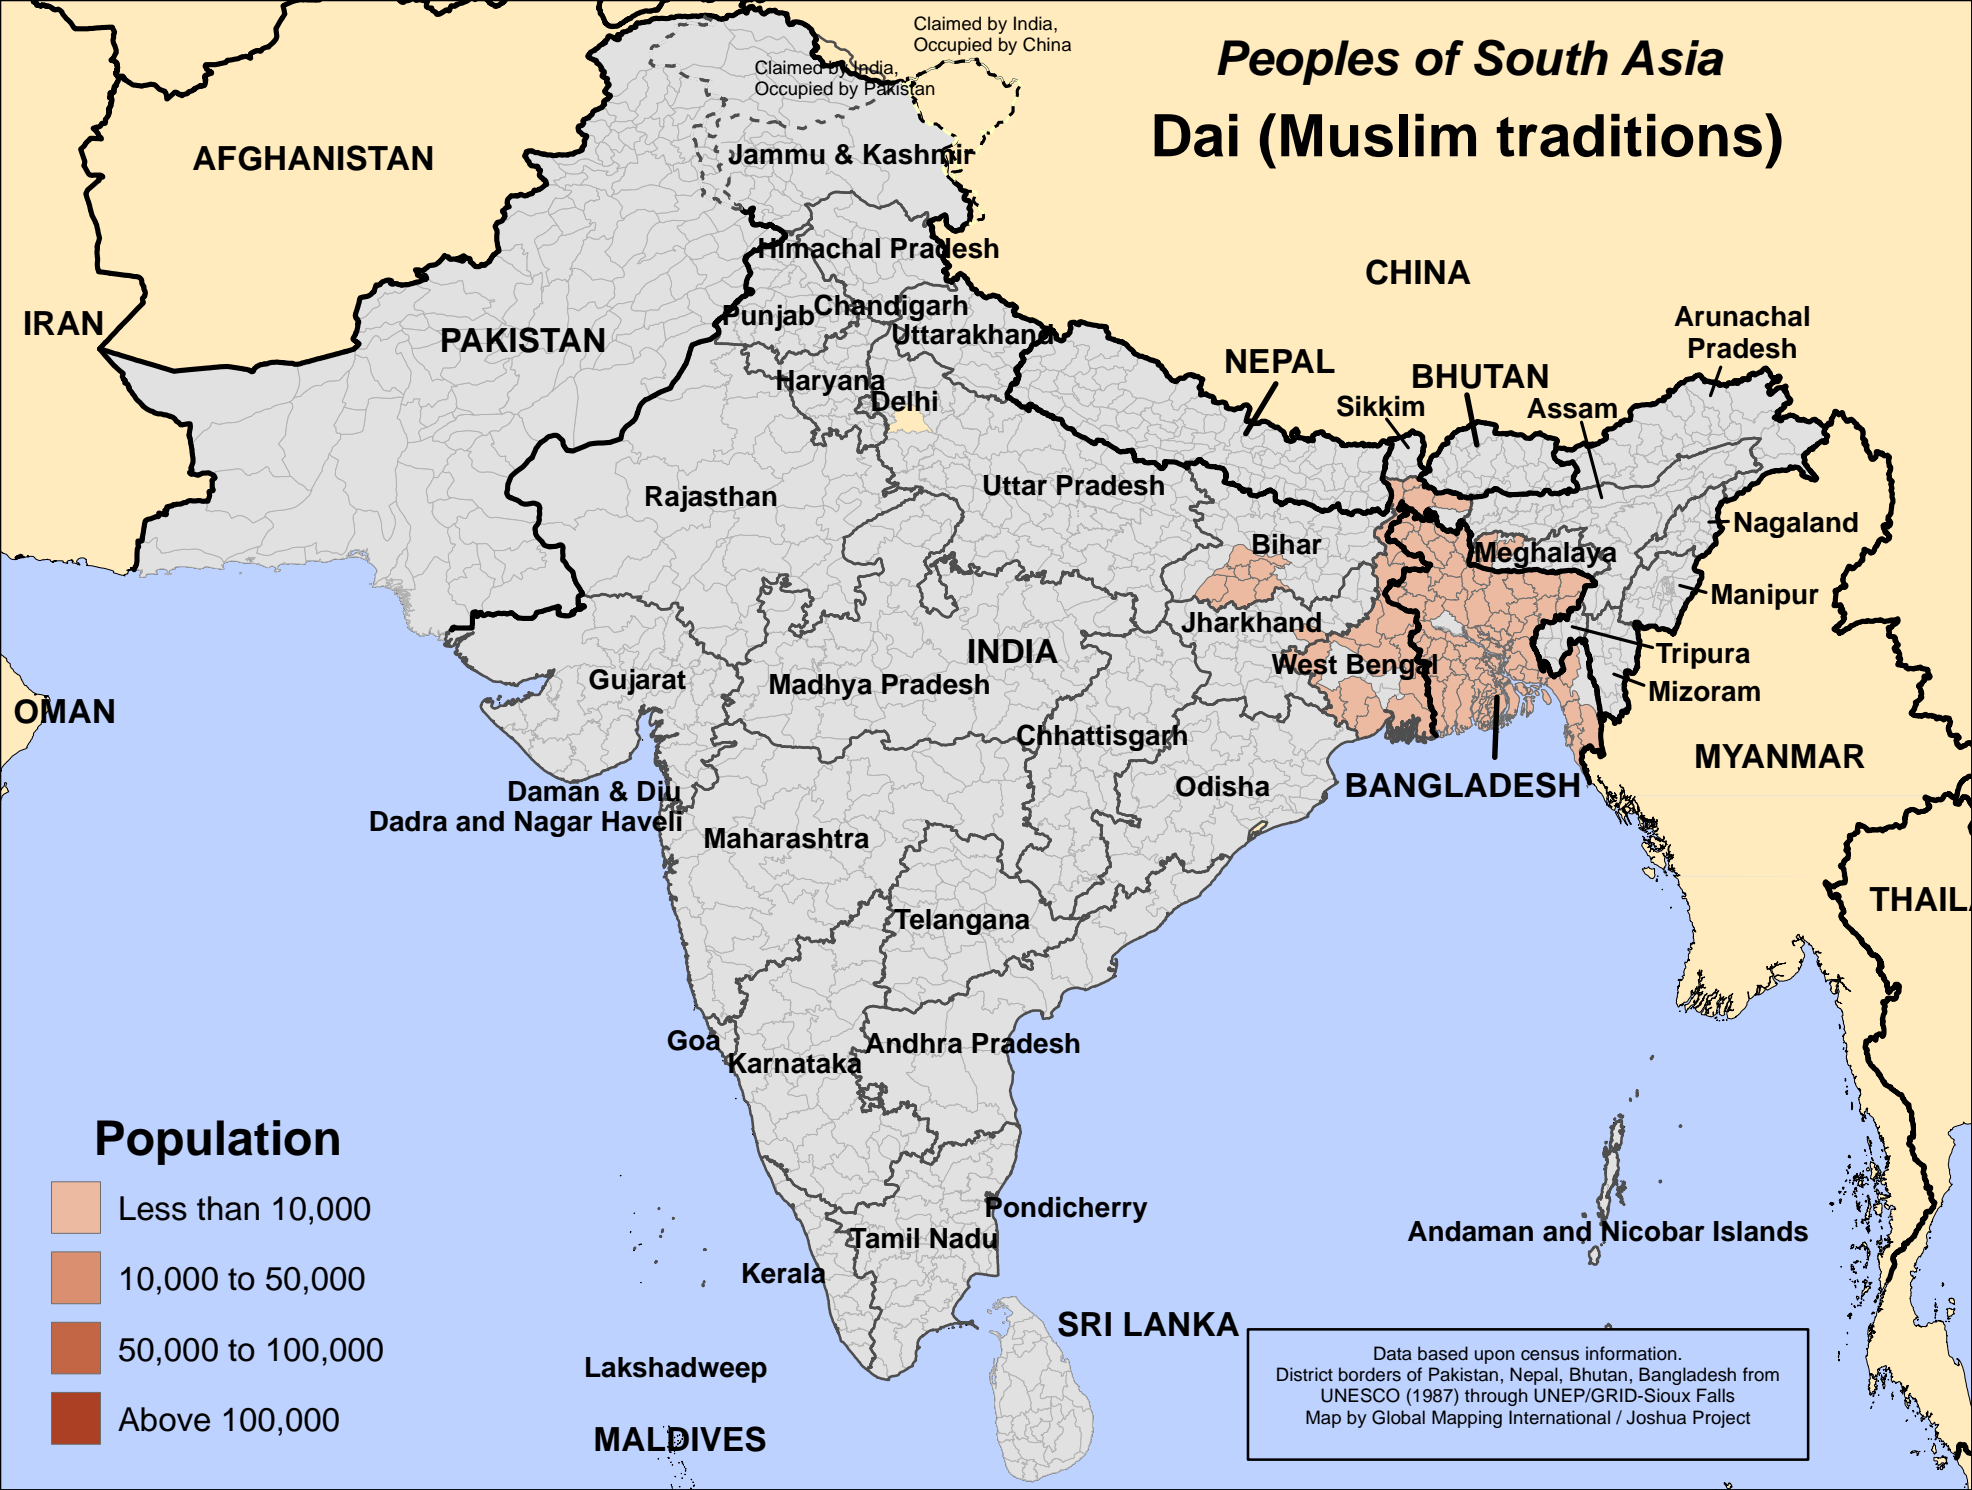 Claimed by India,
Occupied by China
Peoples of South Asia
Claimed by India,
Occupied by Pakistan
Dai (Muslim traditions)
AFGHANISTAN
Jammu & Kashmir
Himachal Pradesh
CHINA
IRAN
PAKISTAN
Punjab
Chandigarh
Uttarakhand
Arunachal
Pradesh
NEPAL
BHUTAN
Haryana
Delhi
Sikkim
Assam
Rajasthan
Uttar Pradesh
Nagaland
Bihar
Meghalaya
Manipur
Jharkhand
INDIA
West Bengal
Tripura
Gujarat
Madhya Pradesh
Mizoram
OMAN
Chhattisgarh
MYANMAR
Odisha
BANGLADESH
Daman & Diu
Dadra and Nagar Haveli
Maharashtra
THAILA
Telangana
Goa
Karnataka
Andhra Pradesh
Pondicherry
Tamil Nadu
Andaman and Nicobar Islands
Kerala
SRI LANKA
Lakshadweep
MALDIVES
Population
Less than 10,000
10,000 to 50,000
50,000 to 100,000
Above 100,000
Data based upon census information.
District borders of Pakistan, Nepal, Bhutan, Bangladesh from
UNESCO (1987) through UNEP/GRID-Sioux Falls
Map by Global Mapping International / Joshua Project